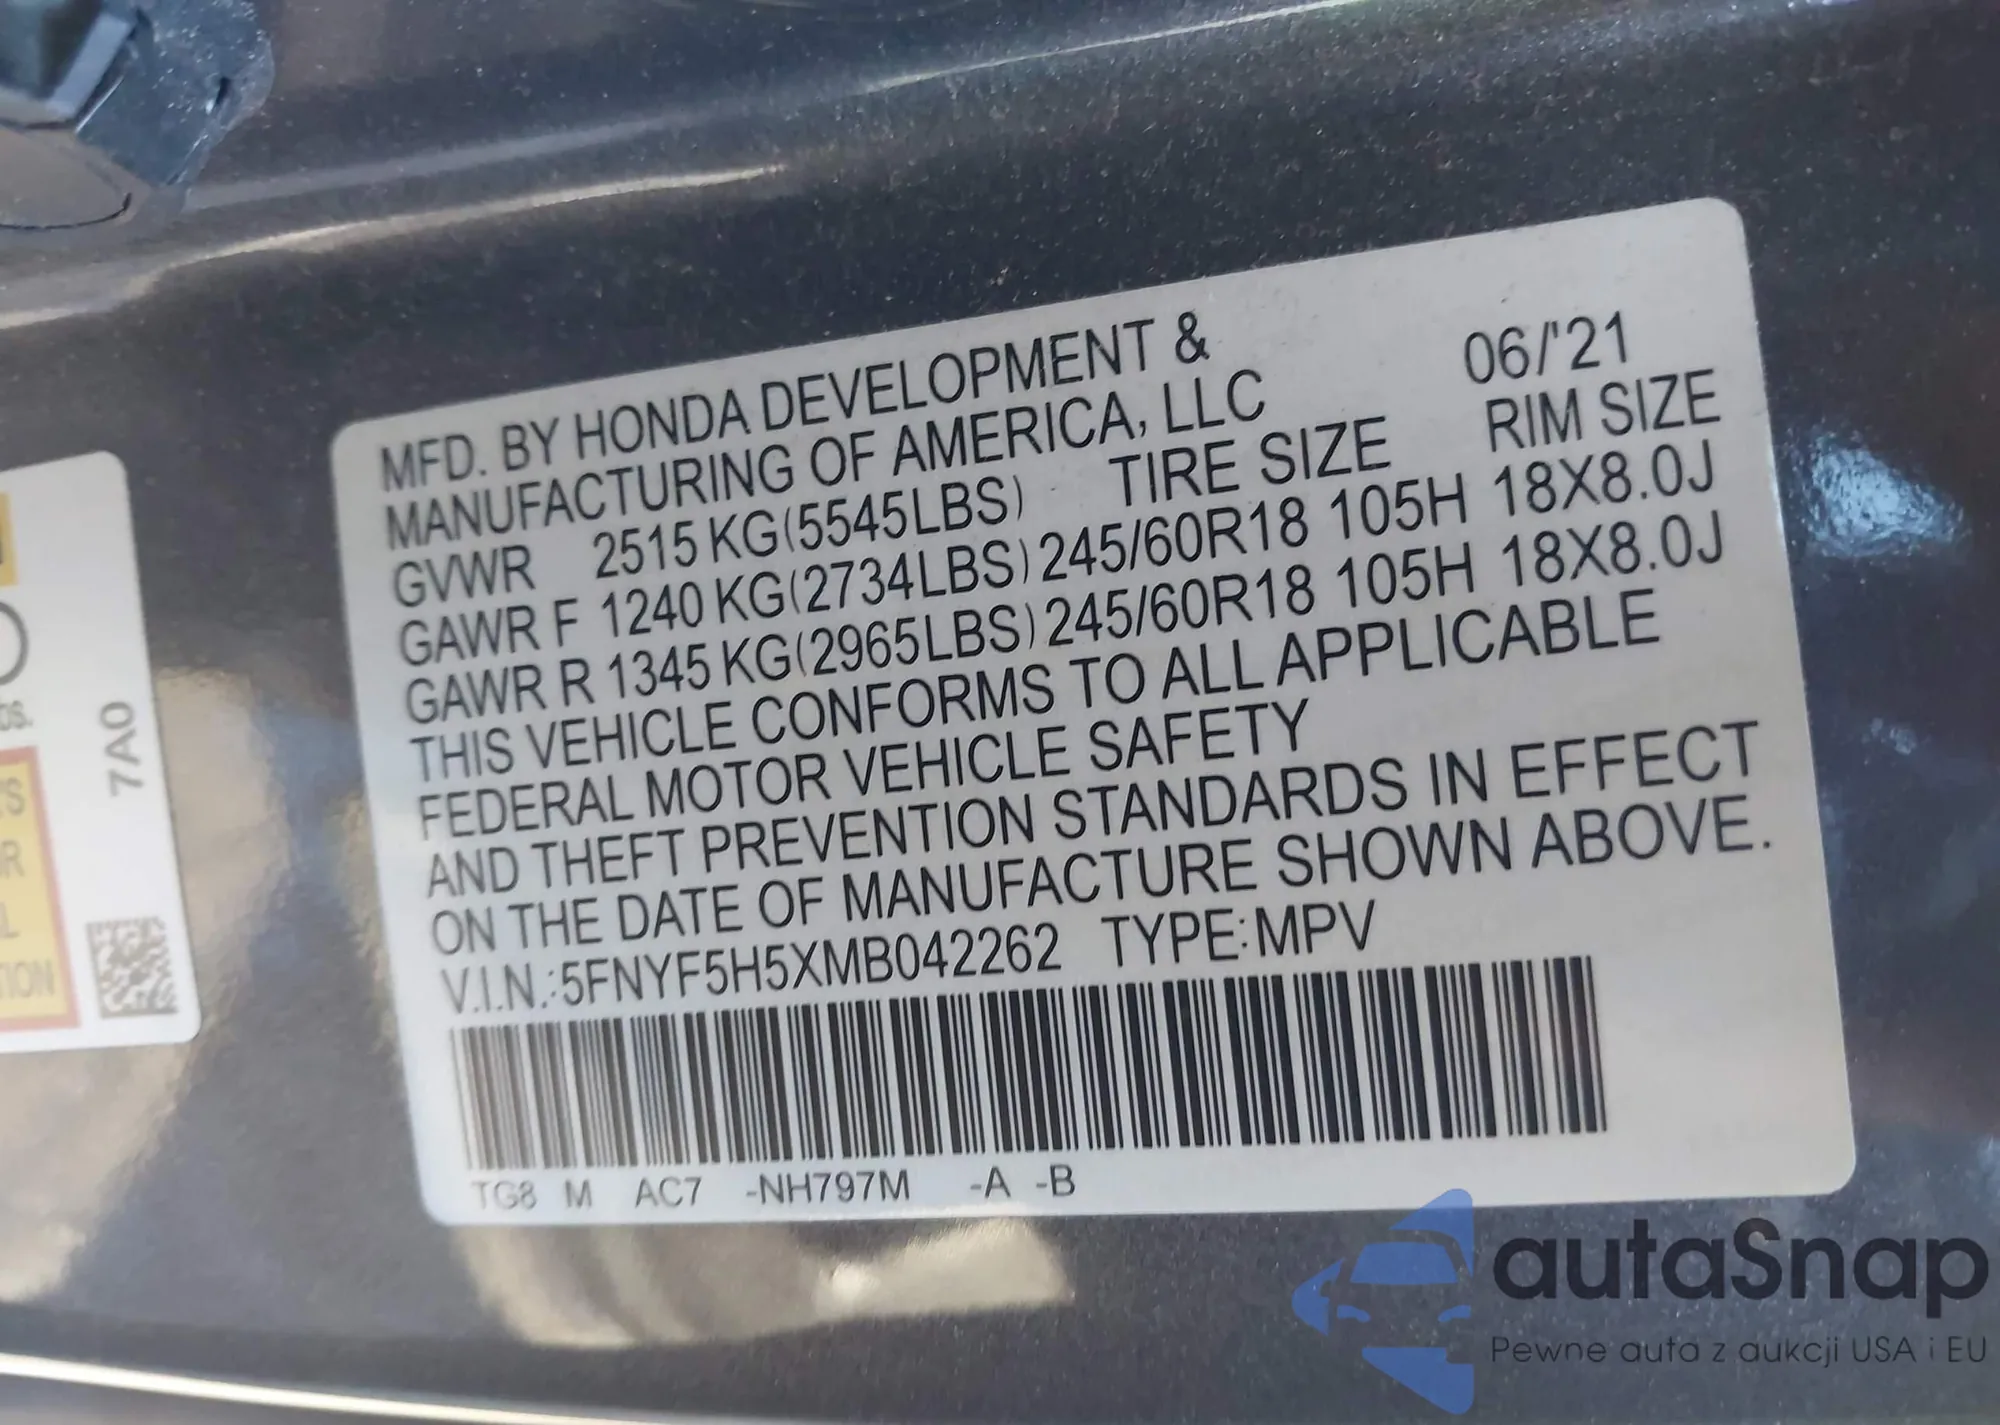 MFD. BY HONDA DEVELOPMENT & 06/'21
MANUFACTURING OF AMERICA, LLC
GVWR 2515 KG(5545LBS) TIRE SIZE RIM SIZE
GAWR F 1240 KG(2734LBS) 245/60R18 105H 18X8.0J
GAWR R 1345 KG(2965LBS) 245/60R18 105H 18X8.0J
THIS VEHICLE CONFORMS TO ALL APPLICABLE
FEDERAL MOTOR VEHICLE SAFETY
AND THEFT PREVENTION STANDARDS IN EFFECT
ON THE DATE OF MANUFACTURE SHOWN ABOVE.
V.I.N.:5FNYF5H5XMB042262 TYPE:MPV
TG8 M AC7 -NH797M -A -B
7A0
autaSnap
Pewne auta z aukcji USA i EU